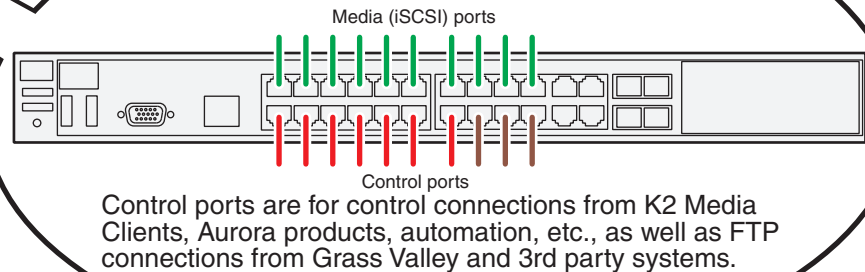 Media (iSCSI) ports
Control ports
Control ports are for control connections from K2 Media
Clients, Aurora products, automation, etc., as well as FTP
connections from Grass Valley and 3rd party systems.